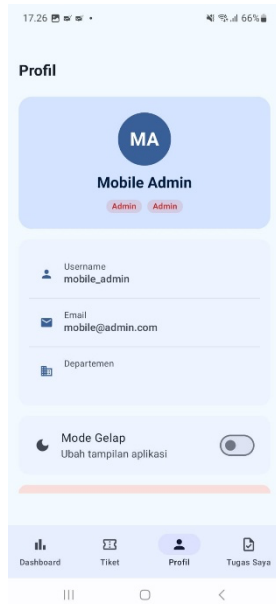 17.26
66%
Profil
MA
Mobile Admin
Admin Admin
Username
mobile_admin
Email
mobile@admin.com
Departemen
Mode Gelap
Ubah tampilan aplikasi
Dashboard Tiket Profil Tugas Saya